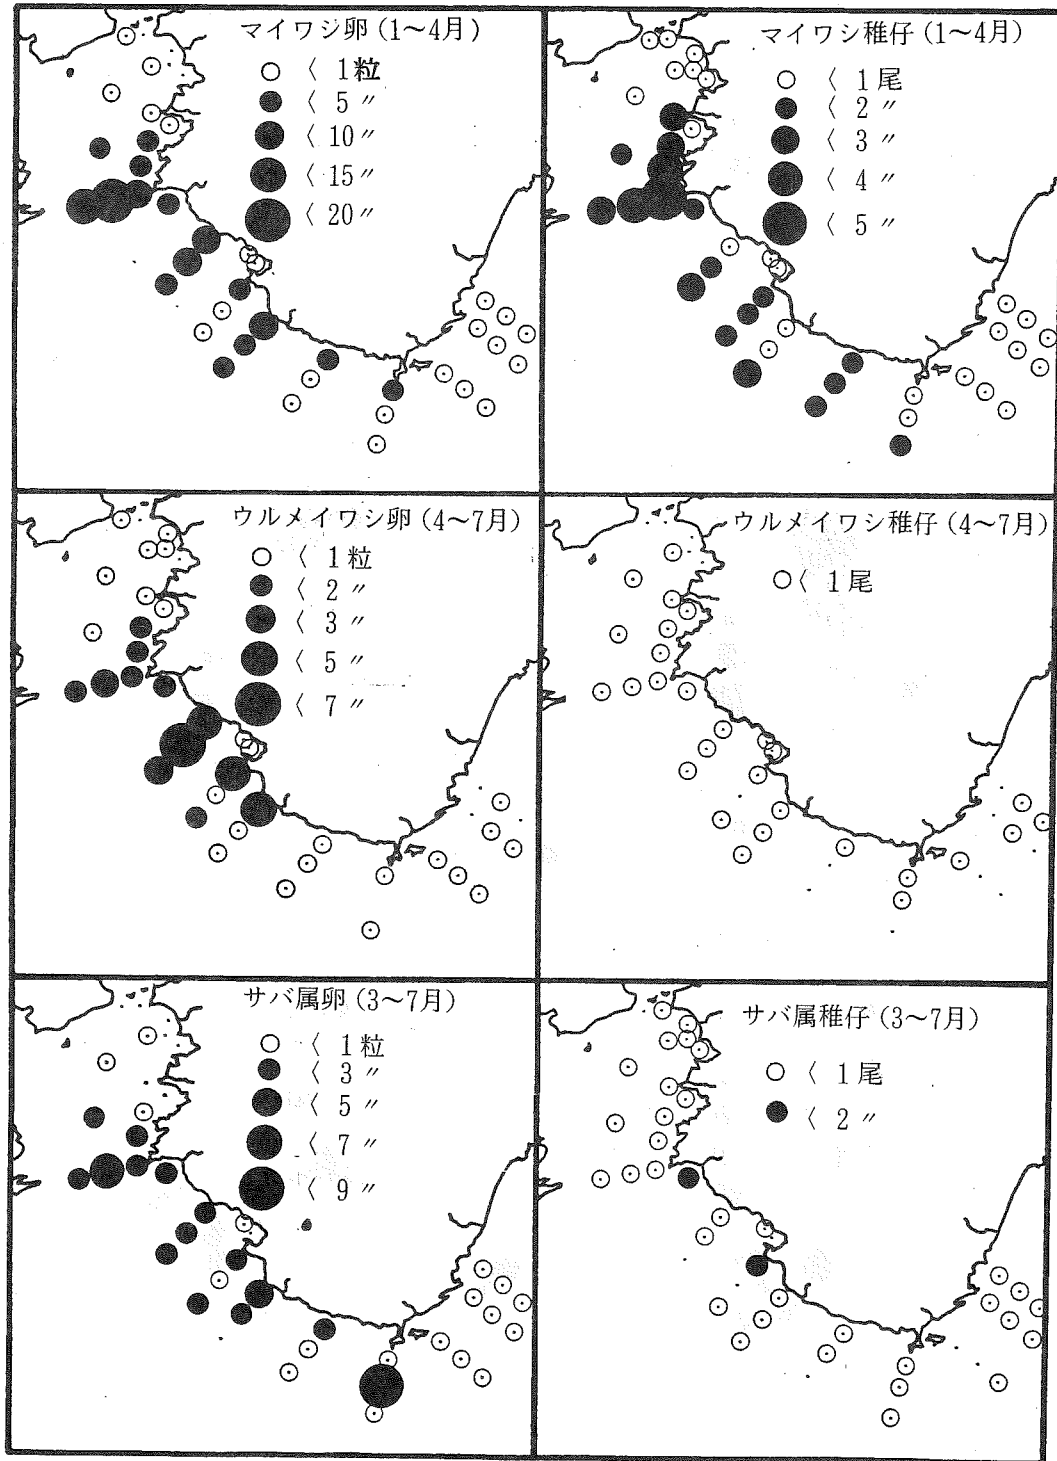 マイワシ卵 (1~4月)
〈 1粒
〈 5 〃
〈 10 〃
〈 15 〃
〈 20 〃
マイワシ稚仔 (1~4月)
〈 1尾
〈 2 〃
〈 3 〃
〈 4 〃
〈 5 〃
ウルメイワシ卵 (4~7月)
〈 1粒
〈 2 〃
〈 3 〃
〈 5 〃
〈 7 〃
ウルメイワシ稚仔 (4~7月)
〈 1尾
サバ属卵 (3~7月)
〈 1粒
〈 3 〃
〈 5 〃
〈 7 〃
〈 9 〃
サバ属稚仔 (3~7月)
〈 1尾
〈 2 〃